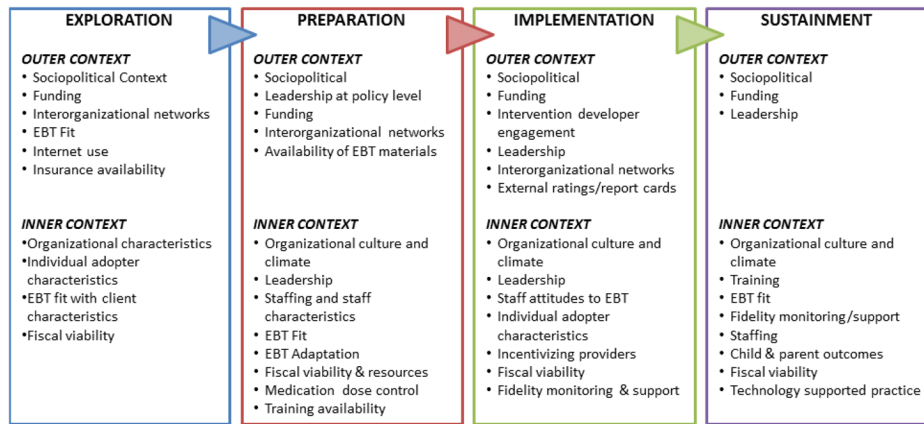 EXPLORATION
OUTER CONTEXT
• Sociopolitical Context
• Funding
• Interorganizational networks
• EBT Fit
• Internet use
• Insurance availability
INNER CONTEXT
•Organizational characteristics
•Individual adopter
characteristics
•EBT fit with client
characteristics
•Fiscal viability
PREPARATION
OUTER CONTEXT
• Sociopolitical
• Leadership at policy level
• Funding
• Interorganizational networks
• Availability of EBT materials
INNER CONTEXT
• Organizational culture and
climate
• Leadership
• Staffing and staff
characteristics
• EBT Fit
• EBT Adaptation
• Fiscal viability & resources
• Medication dose control
• Training availability
IMPLEMENTATION
OUTER CONTEXT
• Sociopolitical
• Funding
• Intervention developer
engagement
• Leadership
• Interorganizational networks
• External ratings/report cards
INNER CONTEXT
• Organizational culture and
climate
• Leadership
• Staff attitudes to EBT
• Individual adopter
characteristics
• Incentivizing providers
• Fiscal viability
• Fidelity monitoring & support
SUSTAINMENT
OUTER CONTEXT
• Sociopolitical
• Funding
• Leadership
INNER CONTEXT
• Organizational culture and
climate
• Training
• EBT fit
• Fidelity monitoring/support
• Staffing
• Child & parent outcomes
• Fiscal viability
• Technology supported practice